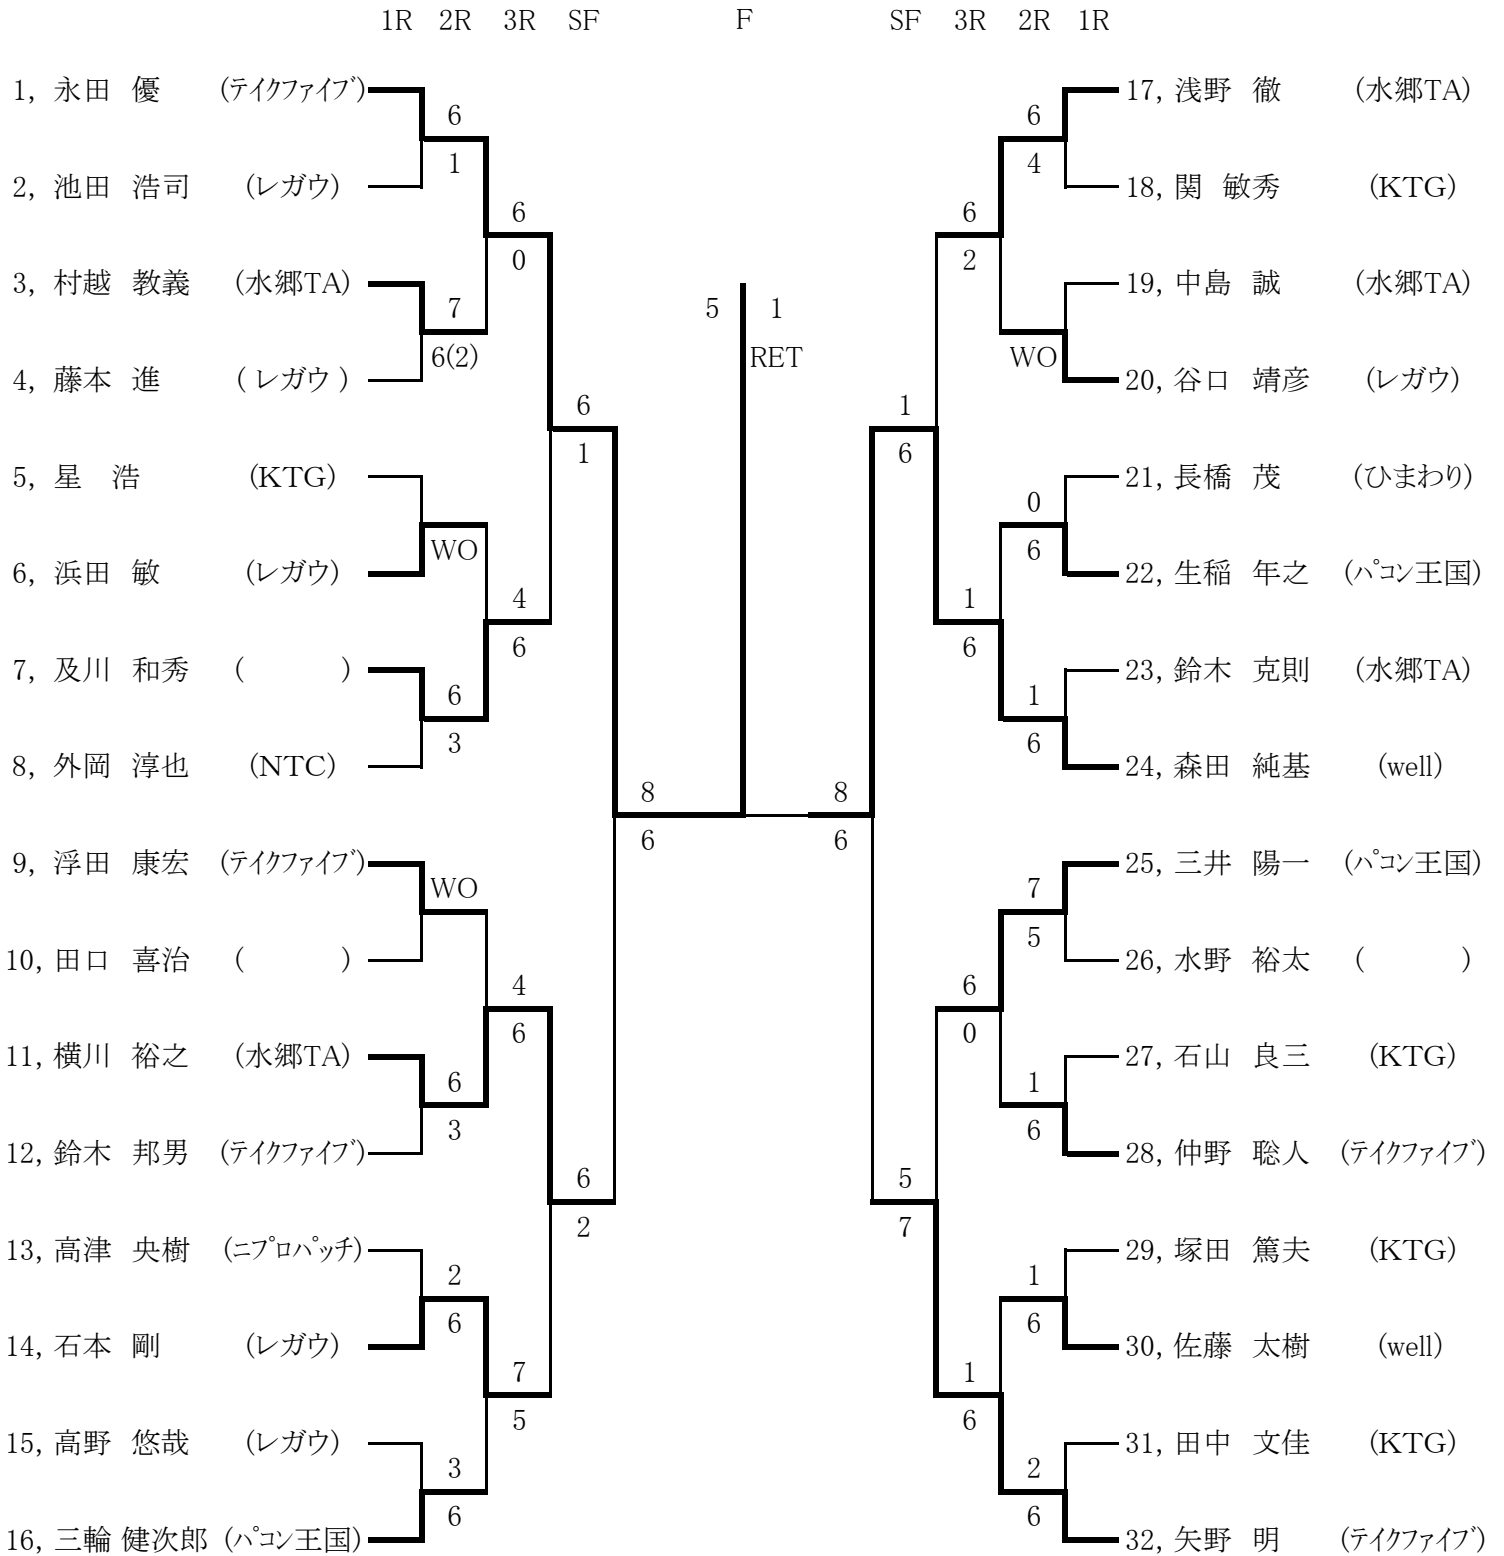 1R 2R 3R SF F SF 3R 2R 1R
1, 永田 優 (テイクファイブ) 17, 浅野 徹 (水郷TA)
6 6
1 4
2, 池田 浩司 (レガウ) 18, 関 敏秀 (KTG)
6 6
0 2
3, 村越 教義 (水郷TA) 19, 中島 誠 (水郷TA)
7 5 1
6(2) RET WO
4, 藤本 進 (レガウ) 20, 谷口 靖彦 (レガウ)
6 1
1 6
5, 星 浩 (KTG) 21, 長橋 茂 (ひまわり)
0
WO 6
6, 浜田 敏 (レガウ) 22, 生稲 年之 (パコン王国)
4 1
6 6
7, 及川 和秀 ( ) 23, 鈴木 克則 (水郷TA)
6 1
3 6
8, 外岡 淳也 (NTC) 24, 森田 純基 (well)
8 8
6 6
9, 浮田 康宏 (テイクファイブ) 25, 三井 陽一 (パコン王国)
WO 7
5
10, 田口 喜治 ( ) 26, 水野 裕太 ( )
4 6
6 0
11, 横川 裕之 (水郷TA) 27, 石山 良三 (KTG)
6 1
3 6
12, 鈴木 邦男 (テイクファイブ) 28, 仲野 聡人 (テイクファイブ)
6 5
2 7
13, 高津 央樹 (ニプロパッチ) 29, 塚田 篤夫 (KTG)
2 1
6 6
14, 石本 剛 (レガウ) 30, 佐藤 太樹 (well)
7 1
5 6
15, 高野 悠哉 (レガウ) 31, 田中 文佳 (KTG)
3 2
6 6
16, 三輪 健次郎 (パコン王国) 32, 矢野 明 (テイクファイブ)